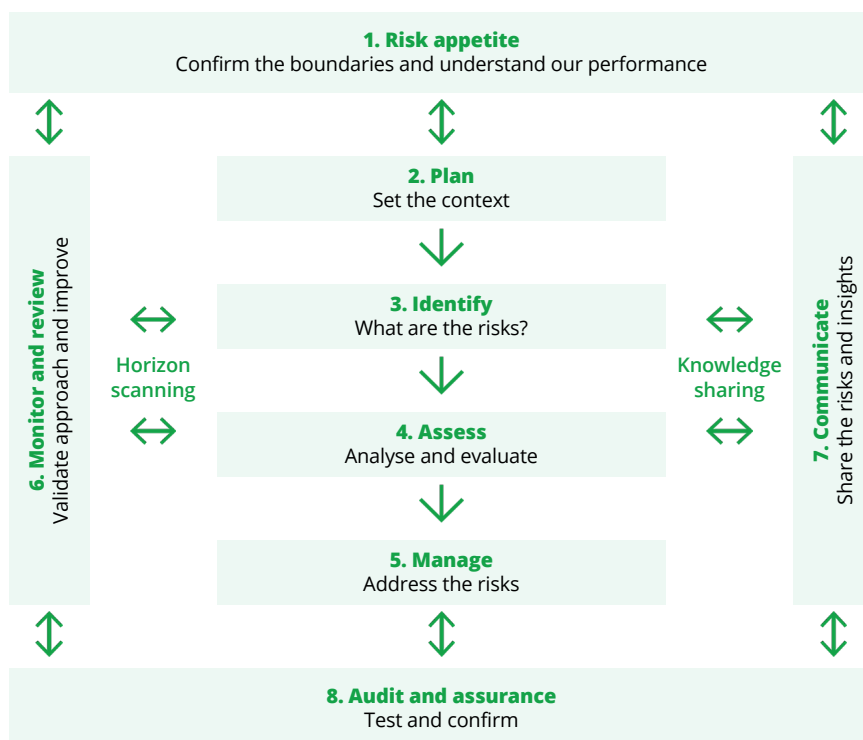 1. Risk appetite
Confirm the boundaries and understand our performance
2. Plan
Set the context
3. Identify
What are the risks?
4. Assess
Analyse and evaluate
5. Manage
Address the risks
6. Monitor and review
Validate approach and improve
Horizon
scanning
Knowledge
sharing
7. Communicate
Share the risks and insights
8. Audit and assurance
Test and confirm